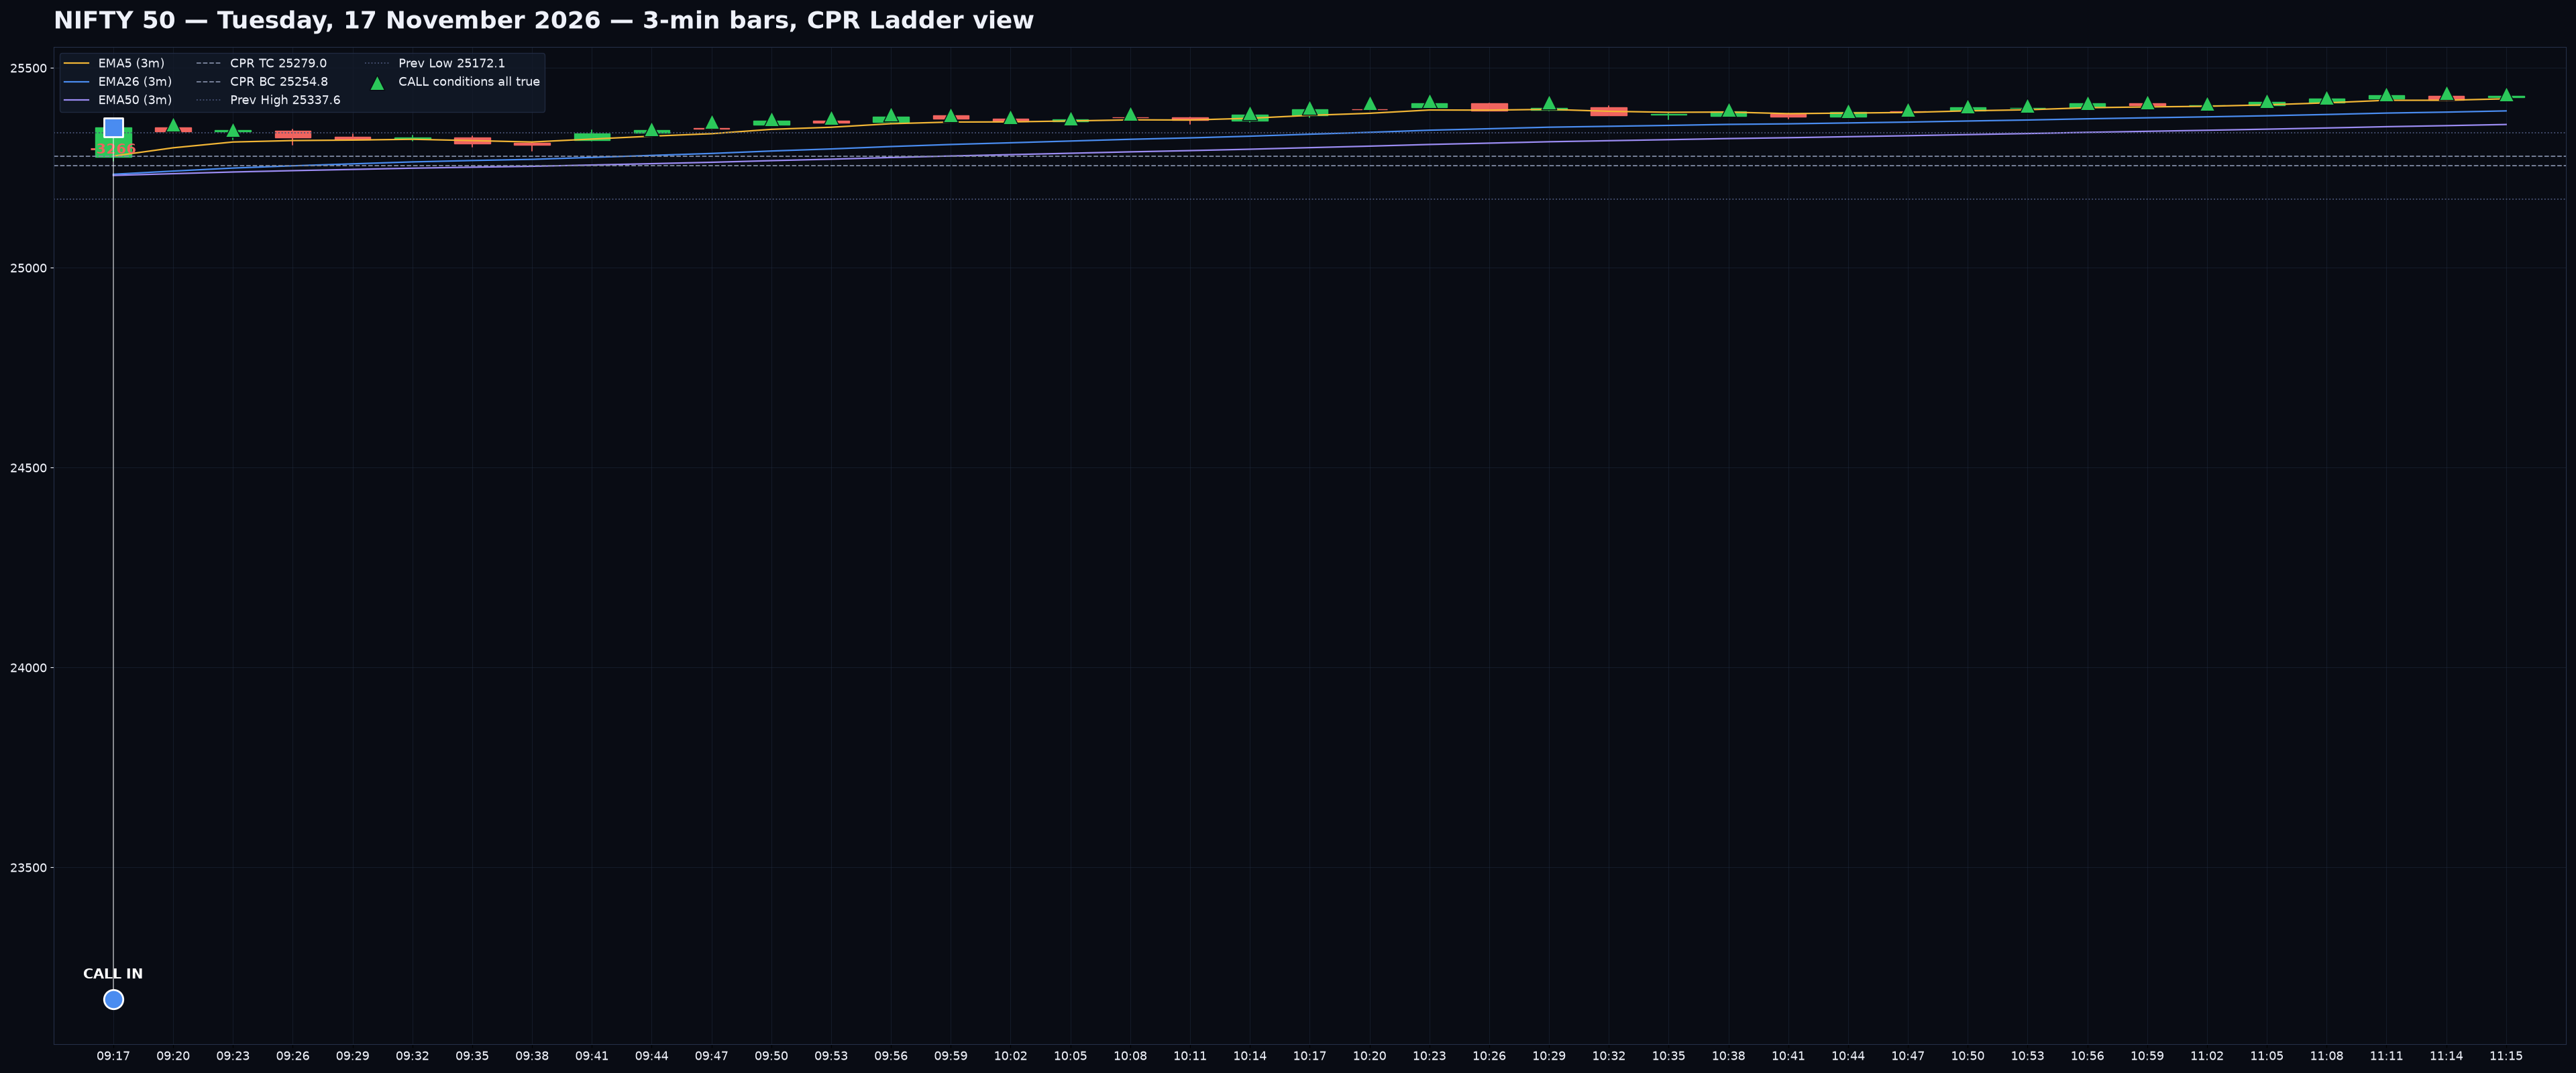 NIFTY 50 — Tuesday, 17 November 2026 — 3-min bars, CPR Ladder view
EMA5 (3m)
EMA26 (3m)
EMA50 (3m)
CPR TC 25279.0
CPR BC 25254.8
Prev High 25337.6
Prev Low 25172.1
CALL conditions all true
25500
25000
24500
24000
23500
-3266
CALL IN
09:17 09:20 09:23 09:26 09:29 09:32 09:35 09:38 09:41 09:44 09:47 09:50 09:53 09:56 09:59 10:02 10:05 10:08 10:11 10:14 10:17 10:20 10:23 10:26 10:29 10:32 10:35 10:38 10:41 10:44 10:47 10:50 10:53 10:56 10:59 11:02 11:05 11:08 11:11 11:14 11:15